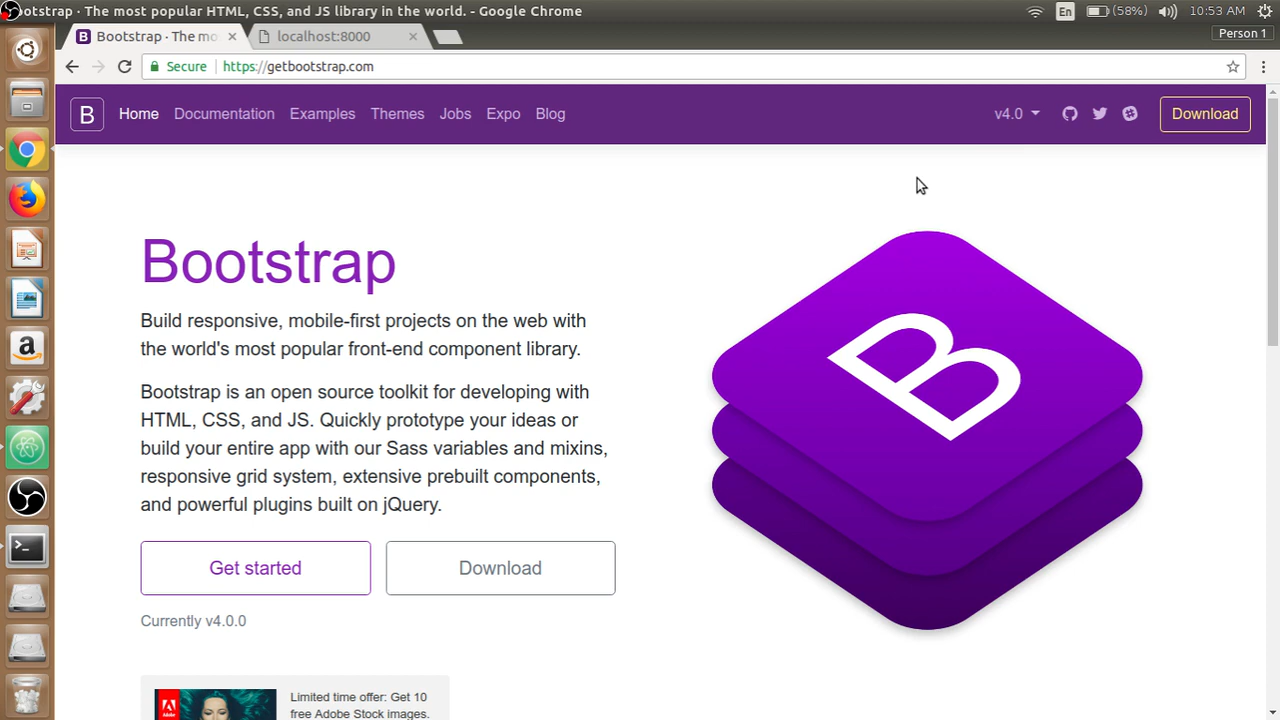 otstrap · The most popular HTML, CSS, and JS library in the world. - Google Chrome
En
(58%)
10:53 AM
Bootstrap · The mo
localhost:8000
Person 1
Secure
https://getbootstrap.com
B
Home
Documentation
Examples
Themes
Jobs
Expo
Blog
v4.0
Download
Bootstrap
Build responsive, mobile-first projects on the web with
the world's most popular front-end component library.
Bootstrap is an open source toolkit for developing with
HTML, CSS, and JS. Quickly prototype your ideas or
build your entire app with our Sass variables and mixins,
responsive grid system, extensive prebuilt components,
and powerful plugins built on jQuery.
Get started
Download
Currently v4.0.0
B
Limited time offer: Get 10
free Adobe Stock images.